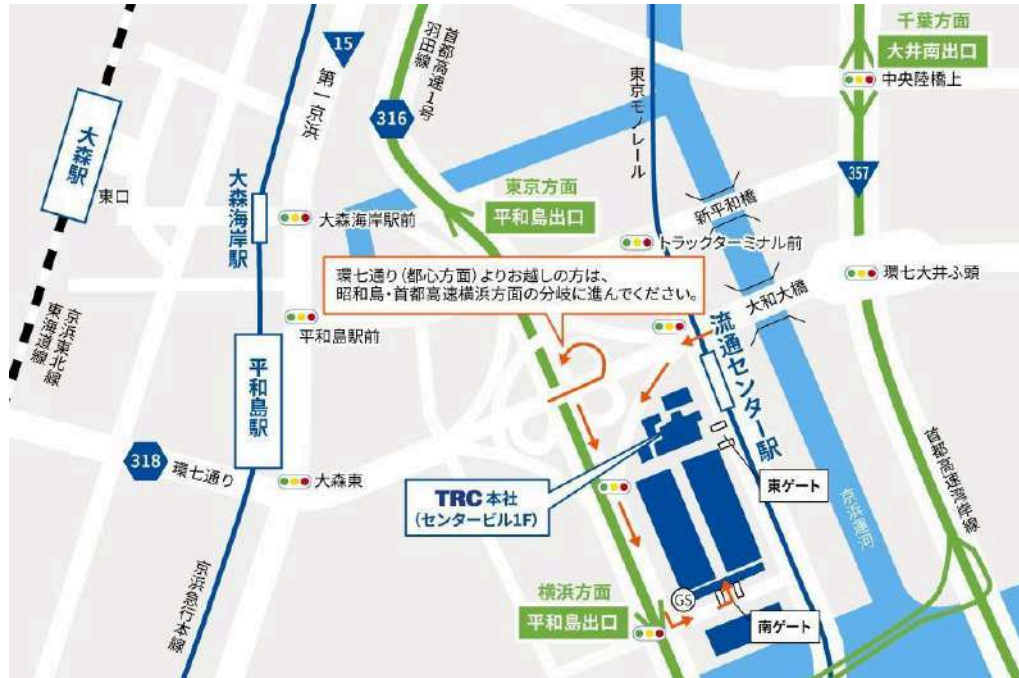 千葉方面
大井南出口
中央陸橋上
15
第一京浜
首都高速1号
羽田線
316
東京モノレール
357
大森駅
東口
大森海岸駅
大森海岸駅前
東京方面
平和島出口
新平和橋
トラックターミナル前
環七大井ふ頭
環七通り(都心方面)よりお越しの方は、
昭和島・首都高速横浜方面の分岐に進んでください。
大和大橋
平和島駅前
京浜東北線
東海道線
平和島駅
流通センター駅
318
環七通り
大森東
TRC本社
(センタービル1F)
東ゲート
首都高速湾岸線
京浜運河
京浜急行本線
横浜方面
平和島出口
GS
南ゲート